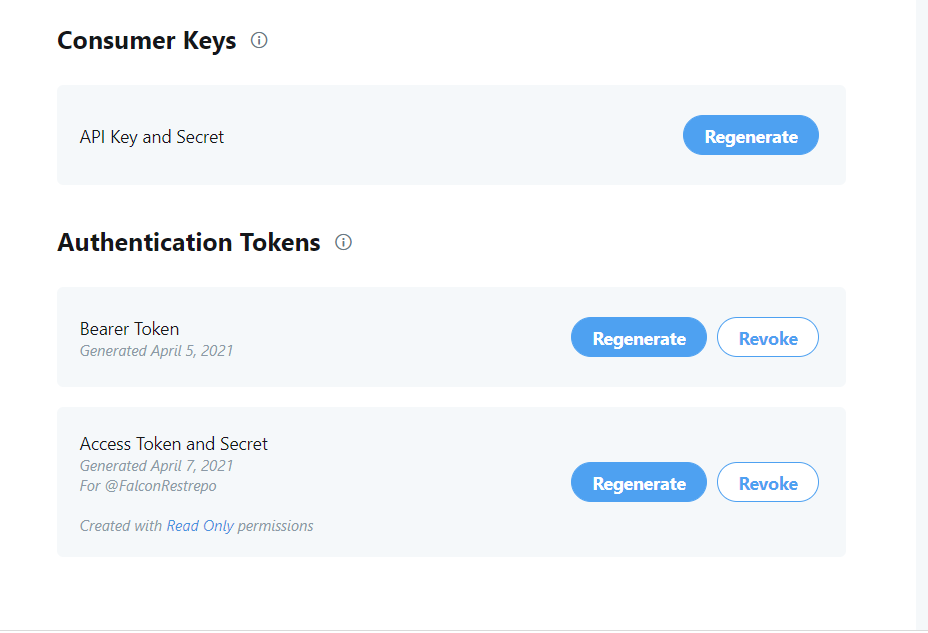 Consumer Keys
API Key and Secret
Regenerate
Authentication Tokens
Bearer Token
Generated April 5, 2021
Regenerate
Revoke
Access Token and Secret
Generated April 7, 2021
For @FalconRestrepo
Regenerate
Revoke
Created with Read Only permissions